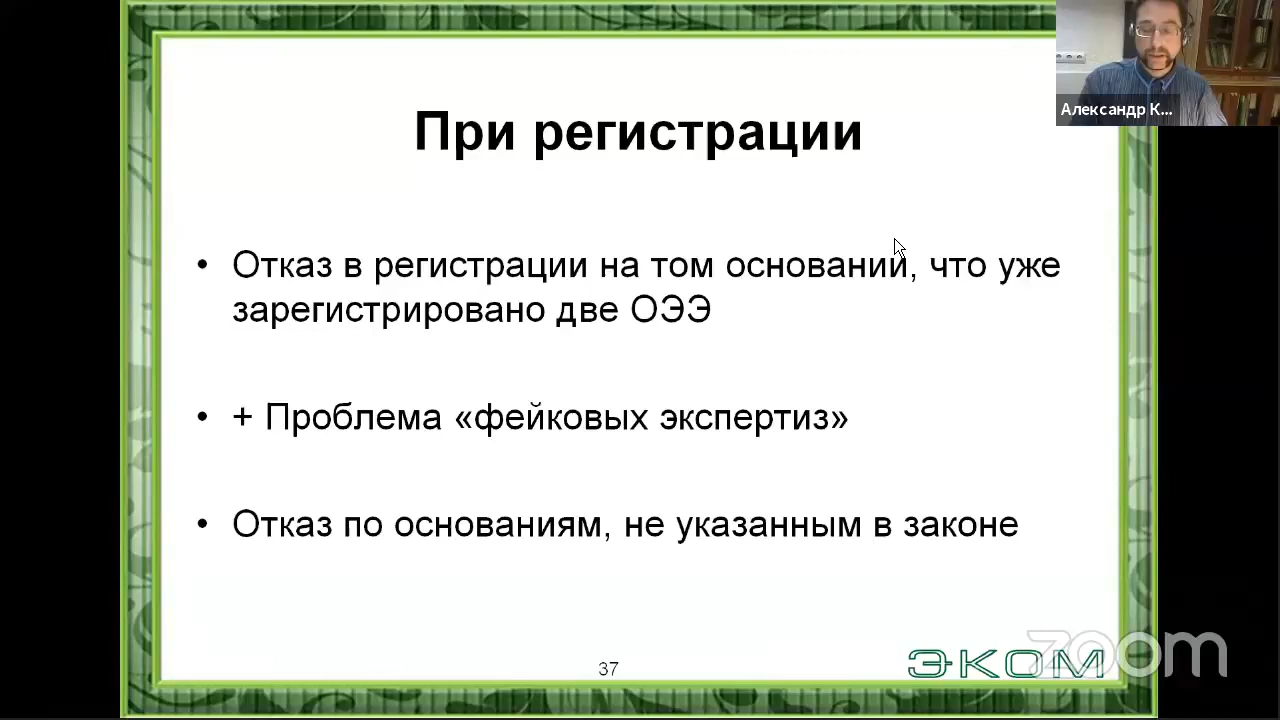 При регистрации
Александр К...
• Отказ в регистрации на том основании, что уже
зарегистрировано две ОЭЭ
• + Проблема «фейковых экспертиз»
• Отказ по основаниям, не указанным в законе
37
ЭКОМ
zoom